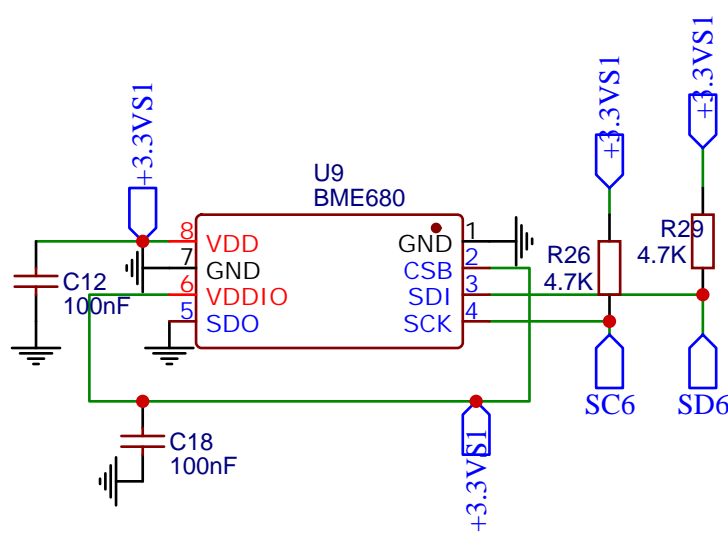 +3.3VS1
+3.3VS1
+3.3VS1
U9
BME680
8
VDD
GND
1
7
GND
CSB
2
6
VDDIO
SDI
3
5
SDO
SCK
4
C12
100nF
R26
4.7K
R29
4.7K
SC6
SD6
C18
100nF
+3.3VS1